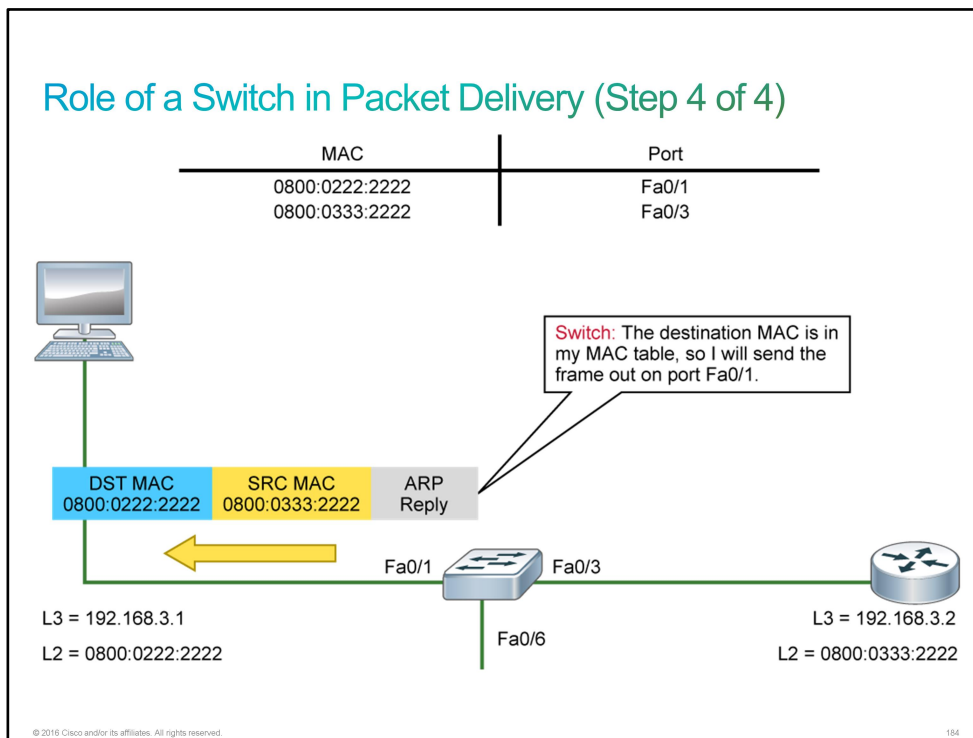 Role of a Switch in Packet Delivery (Step 4 of 4)
MAC Port
0800:0222:2222 Fa0/1
0800:0333:2222 Fa0/3
Switch: The destination MAC is in
my MAC table, so I will send the
frame out on port Fa0/1.
DST MAC SRC MAC ARP
0800:0222:2222 0800:0333:2222 Reply
Fa0/1 Fa0/3
L3 = 192.168.3.1 L3 = 192.168.3.2
Fa0/6
L2 = 0800:0222:2222 L2 = 0800:0333:2222
© 2016 Cisco and/or its affiliates. All rights reserved. 184